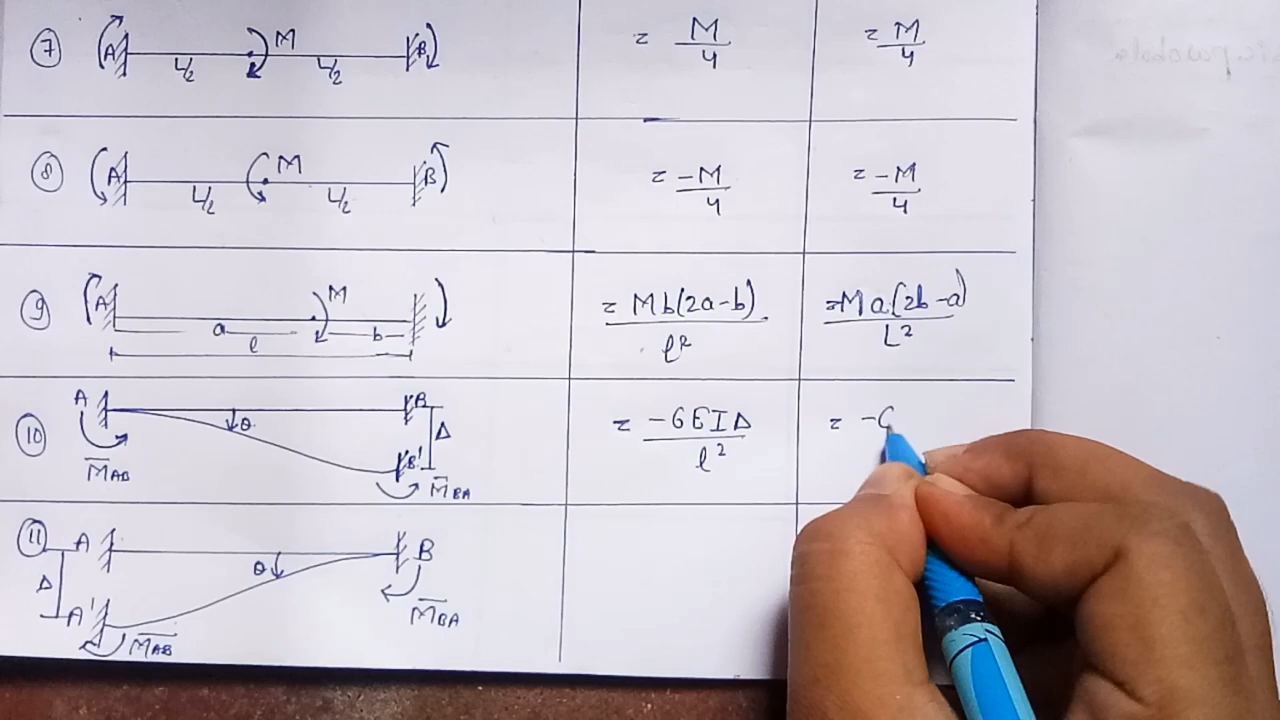 ⑦ A L/2 M L/2 B = M/4 = M/4
⑧ A L/2 M L/2 B = -M/4 = -M/4
⑨ A M a b l = Mb(2a-b)/l² = Ma(2b-a)/L²
⑩ A θ B Δ B' M̅AB M̅BA = -6EIΔ/l² = -6
⑪ A θ B Δ A' M̅AB M̅BA